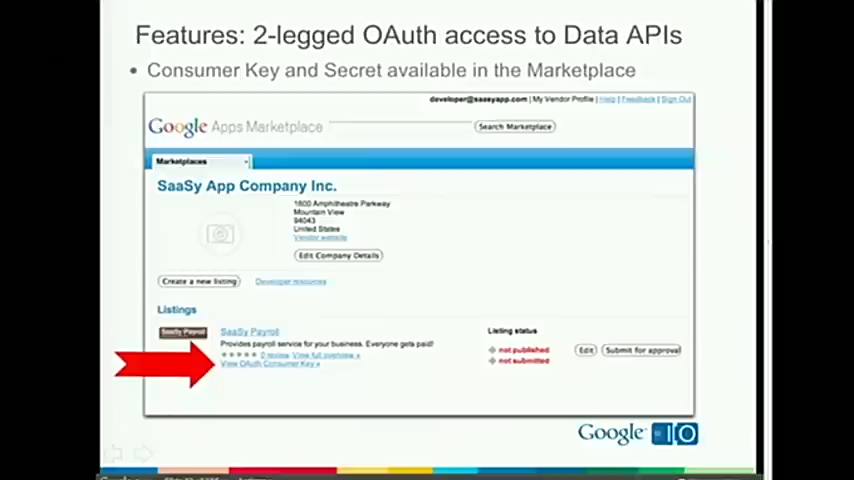 Features: 2-legged OAuth access to Data APIs
• Consumer Key and Secret available in the Marketplace
developer@saasyapp.com | My Vendor Profile | Help | Feedback | Sign Out
Google Apps Marketplace
Search Marketplace
Marketplaces
SaaSy App Company Inc.
1600 Amphitheatre Parkway
Mountain View
94043
United States
Vendor website
Edit Company Details
Create a new listing
Developer resources
Listings
SaaSy Payroll
SaaSy Payroll
Listing status
Provides payroll service for your business. Everyone gets paid!
0 review View full overview »
not published
Edit
Submit for approval
View OAuth Consumer Key »
not submitted
Google IO